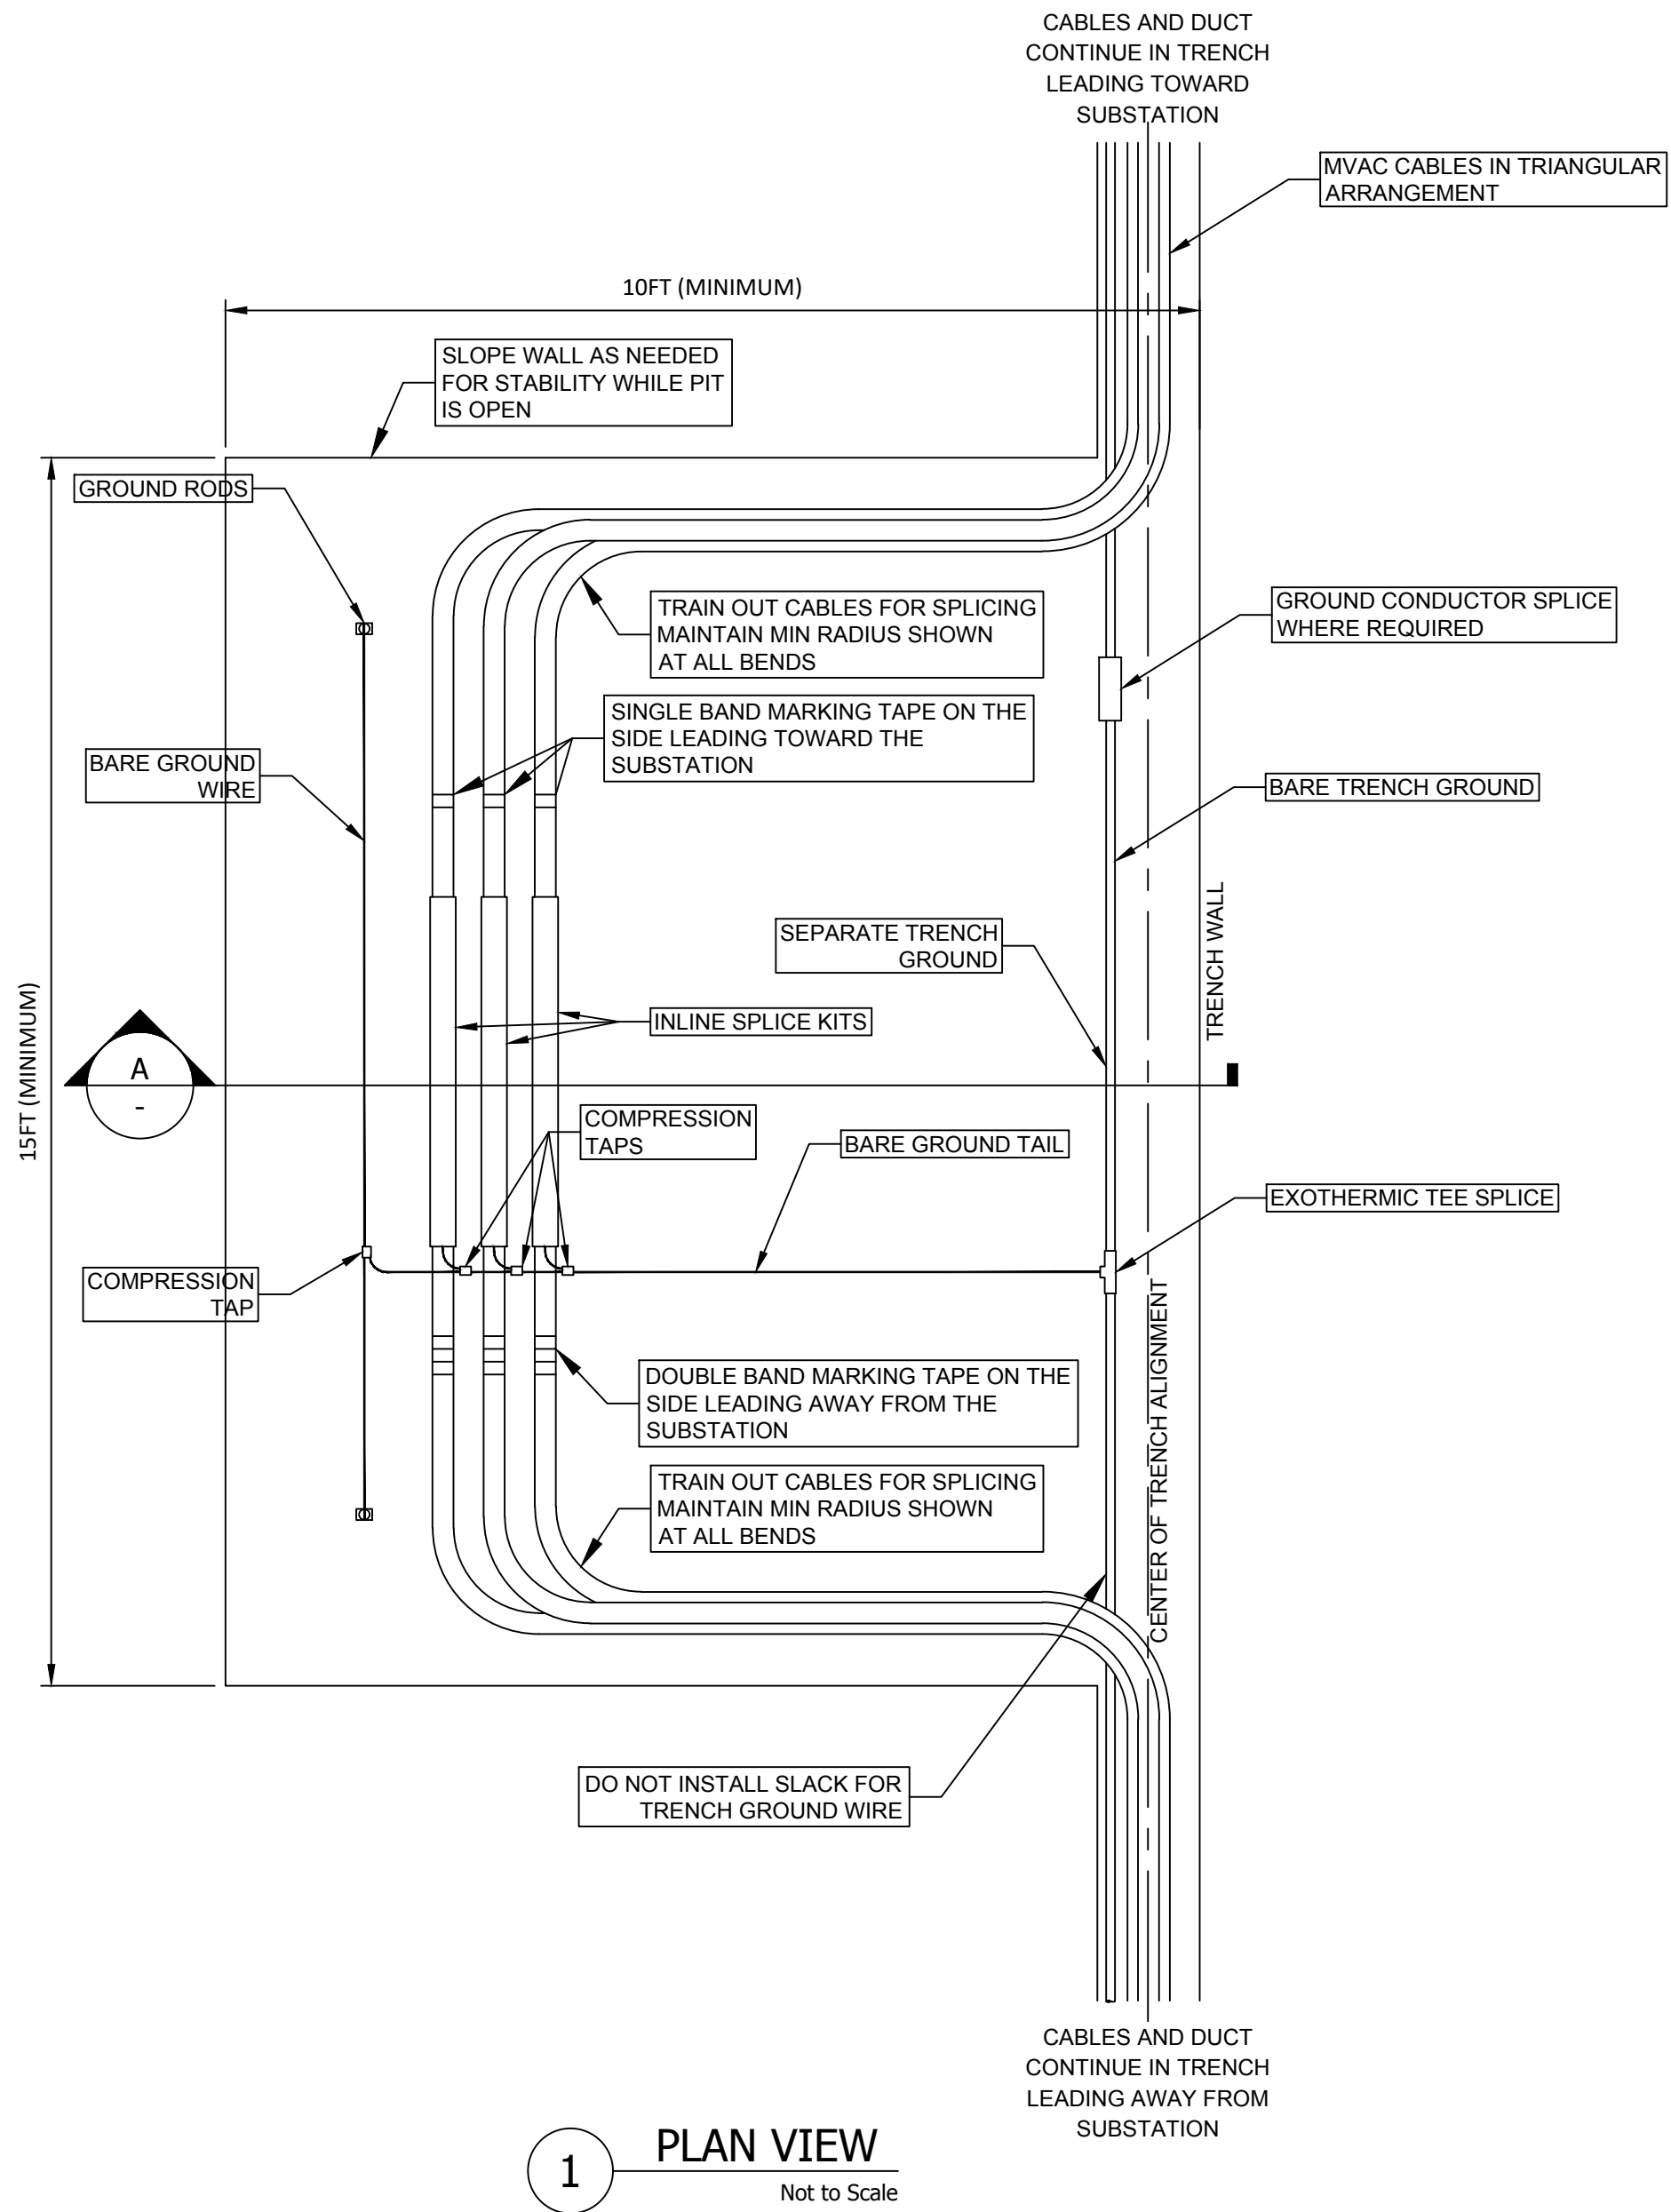 CABLES AND DUCT
CONTINUE IN TRENCH
LEADING TOWARD
SUBSTATION
MVAC CABLES IN TRIANGULAR
ARRANGEMENT
10FT (MINIMUM)
SLOPE WALL AS NEEDED
FOR STABILITY WHILE PIT
IS OPEN
GROUND RODS
TRAIN OUT CABLES FOR SPLICING
MAINTAIN MIN RADIUS SHOWN
AT ALL BENDS
GROUND CONDUCTOR SPLICE
WHERE REQUIRED
SINGLE BAND MARKING TAPE ON THE
SIDE LEADING TOWARD THE
SUBSTATION
BARE GROUND
WIRE
BARE TRENCH GROUND
SEPARATE TRENCH
GROUND
TRENCH WALL
INLINE SPLICE KITS
15FT (MINIMUM)
A
-
COMPRESSION
TAPS
BARE GROUND TAIL
EXOTHERMIC TEE SPLICE
COMPRESSION
TAP
CENTER OF TRENCH ALIGNMENT
DOUBLE BAND MARKING TAPE ON THE
SIDE LEADING AWAY FROM THE
SUBSTATION
TRAIN OUT CABLES FOR SPLICING
MAINTAIN MIN RADIUS SHOWN
AT ALL BENDS
DO NOT INSTALL SLACK FOR
TRENCH GROUND WIRE
CABLES AND DUCT
CONTINUE IN TRENCH
LEADING AWAY FROM
SUBSTATION
1
PLAN VIEW
Not to Scale